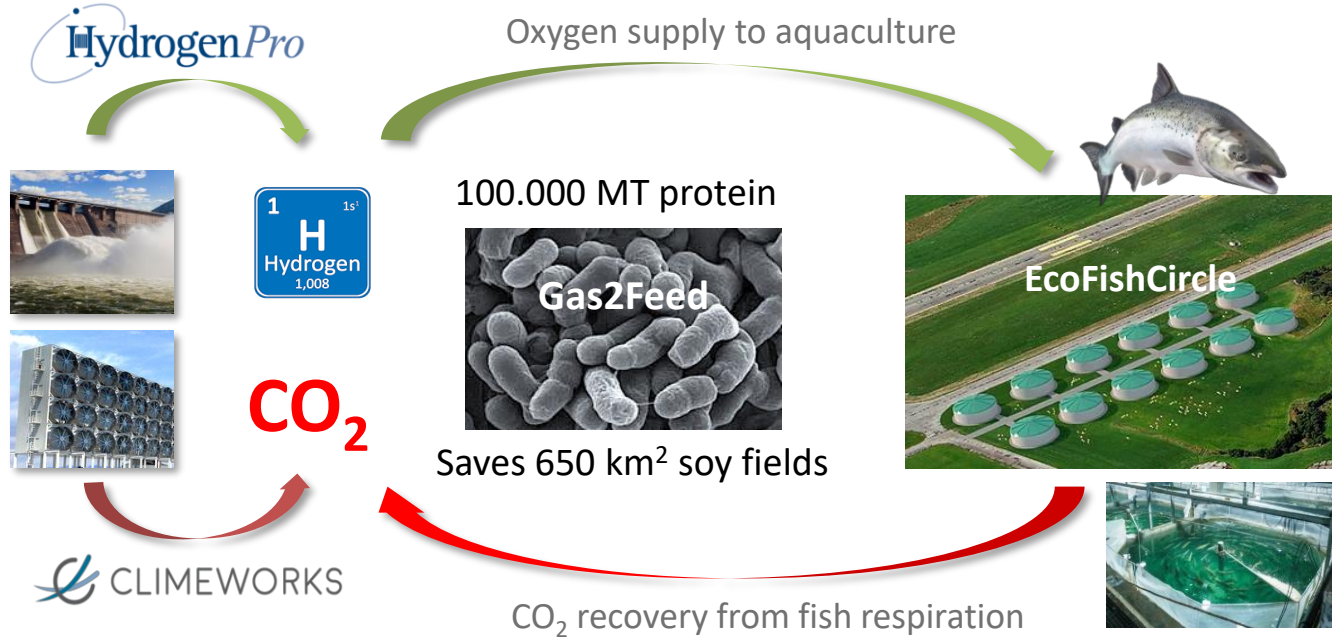 HydrogenPro
Oxygen supply to aquaculture
1 1s¹
H
Hydrogen
1,008
100.000 MT protein
Gas2Feed
EcoFishCircle
CO₂
Saves 650 km² soy fields
CLIMEWORKS
CO₂ recovery from fish respiration